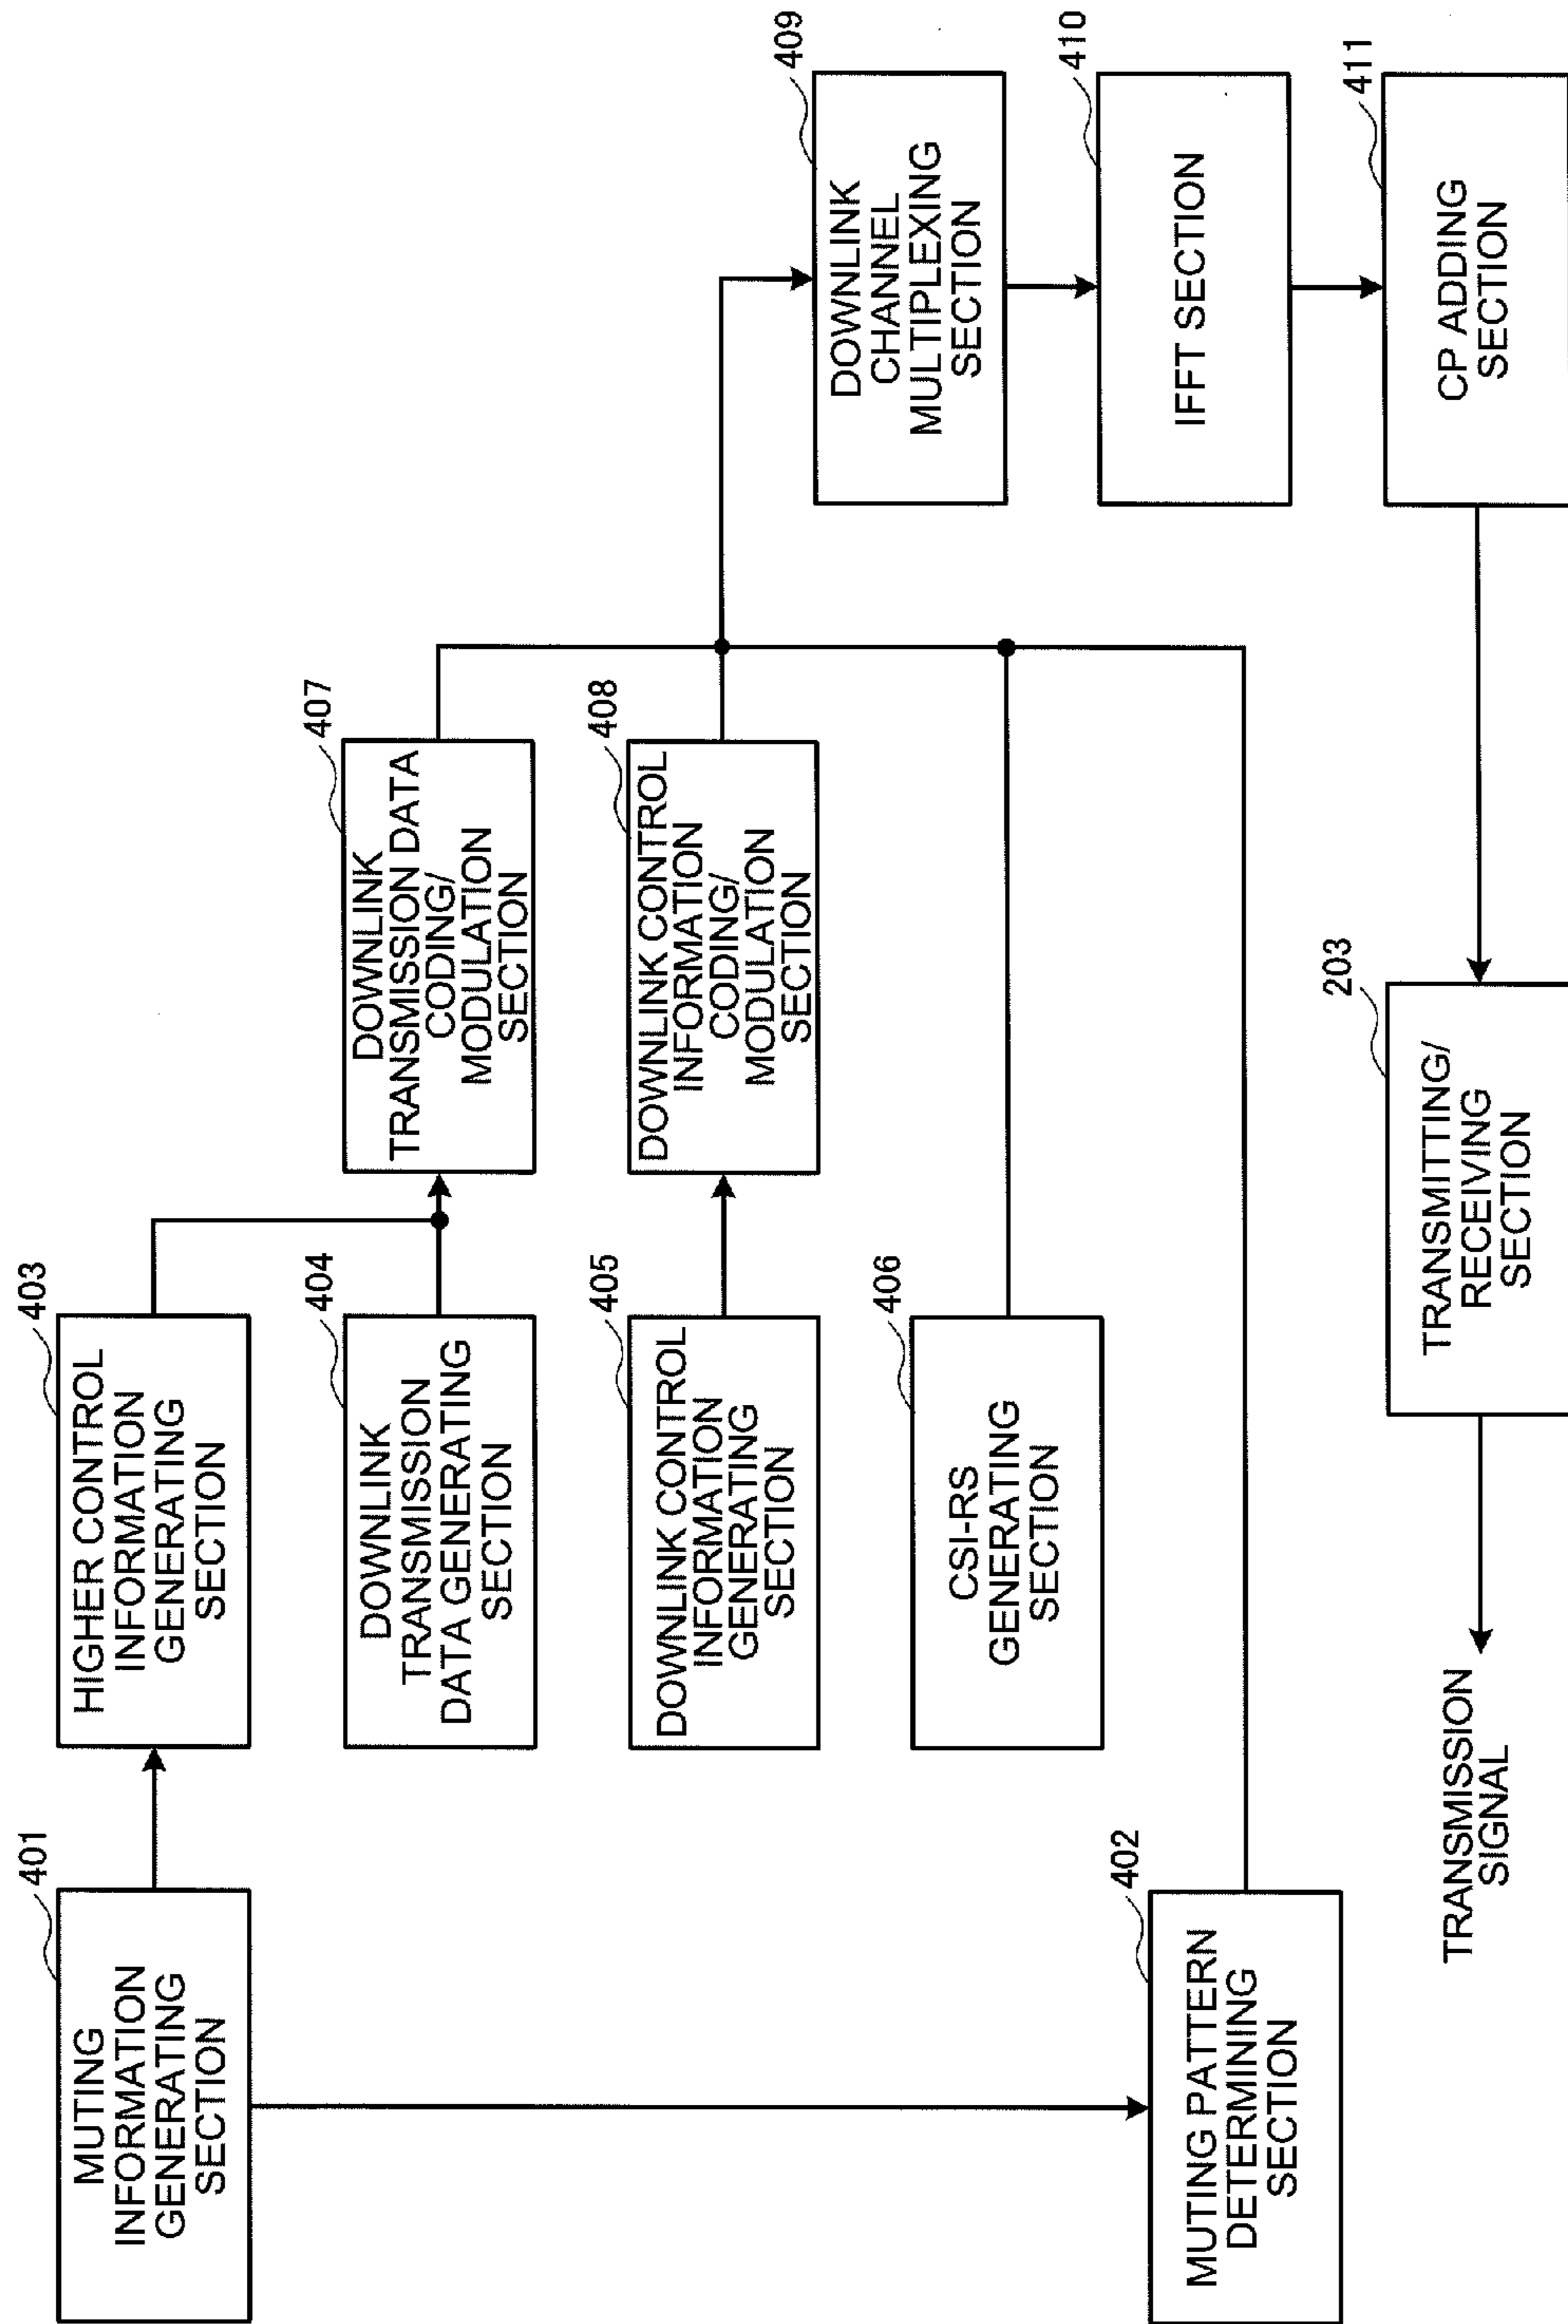 401
MUTING
INFORMATION
GENERATING
SECTION
403
HIGHER CONTROL
INFORMATION
GENERATING
SECTION
404
DOWNLINK
TRANSMISSION
DATA GENERATING
SECTION
405
DOWNLINK CONTROL
INFORMATION
GENERATING
SECTION
406
CSI-RS
GENERATING
SECTION
402
MUTING PATTERN
DETERMINING
SECTION
407
DOWNLINK
TRANSMISSION DATA
CODING/
MODULATION
SECTION
408
DOWNLINK CONTROL
INFORMATION
CODING/
MODULATION
SECTION
409
DOWNLINK
CHANNEL
MULTIPLEXING
SECTION
410
IFFT SECTION
411
CP ADDING
SECTION
203
TRANSMITTING/
RECEIVING
SECTION
TRANSMISSION
SIGNAL